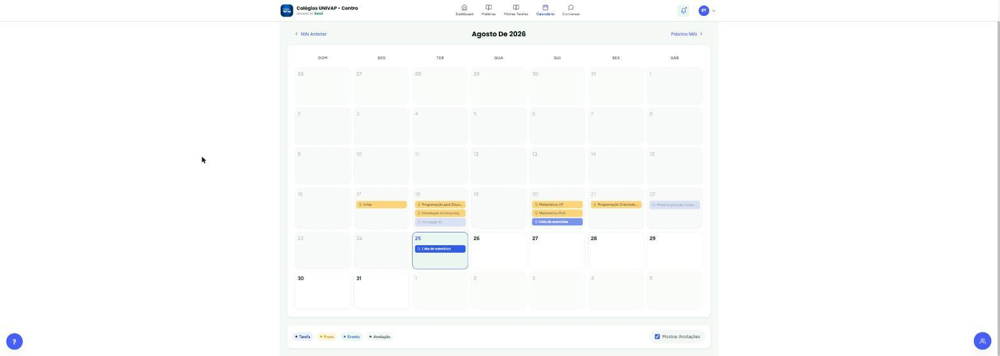 Colégios UNIVAP - Centro
powered by bauá
Dashboard
Matérias
Minhas Tarefas
Calendário
Conversas
ET
Mês Anterior
Agosto De 2026
Próximo Mês
DOM SEG TER QUA QUI SEX SÁB
26 27 28 29 30 31 1
2 3 4 5 6 7 8
9 10 11 12 13 14 15
16 17 18 19 20 21 22
Artes
Programação para Dispo...
Introdução à Computaç...
Atividade 10
Matemática AP
Matemática FGB
Lista de exercícios
Programação Orientada ...
Primeira geração moder...
23 24 25 26 27 28 29
Lista de exercícios
30 31 1 2 3 4 5
Tarefa
Prova
Evento
Anotação
Mostrar Anotações
?